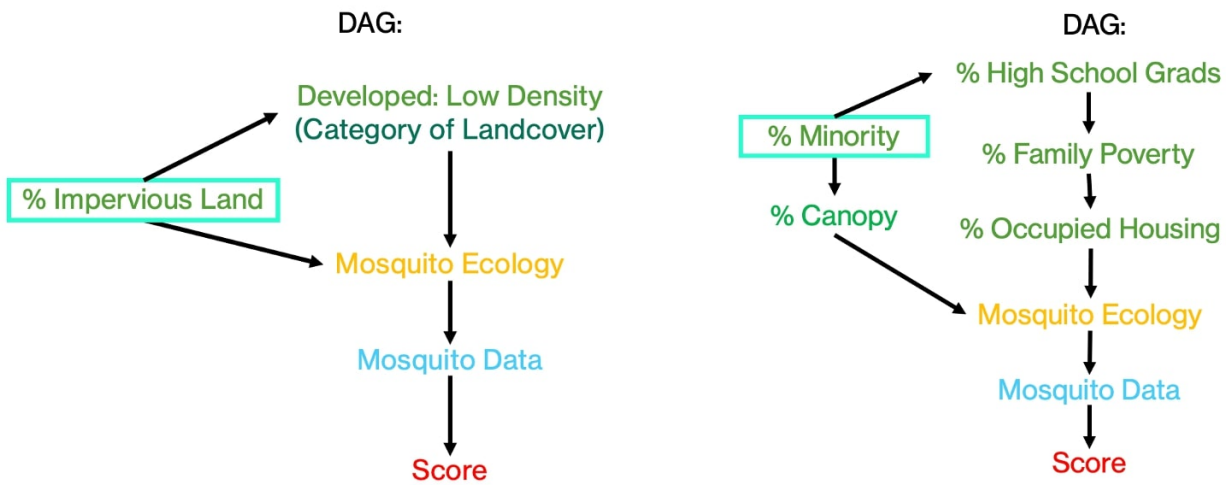 DAG:
Developed: Low Density
(Category of Landcover)
% Impervious Land
Mosquito Ecology
Mosquito Data
Score
DAG:
% High School Grads
% Minority
% Family Poverty
% Canopy
% Occupied Housing
Mosquito Ecology
Mosquito Data
Score